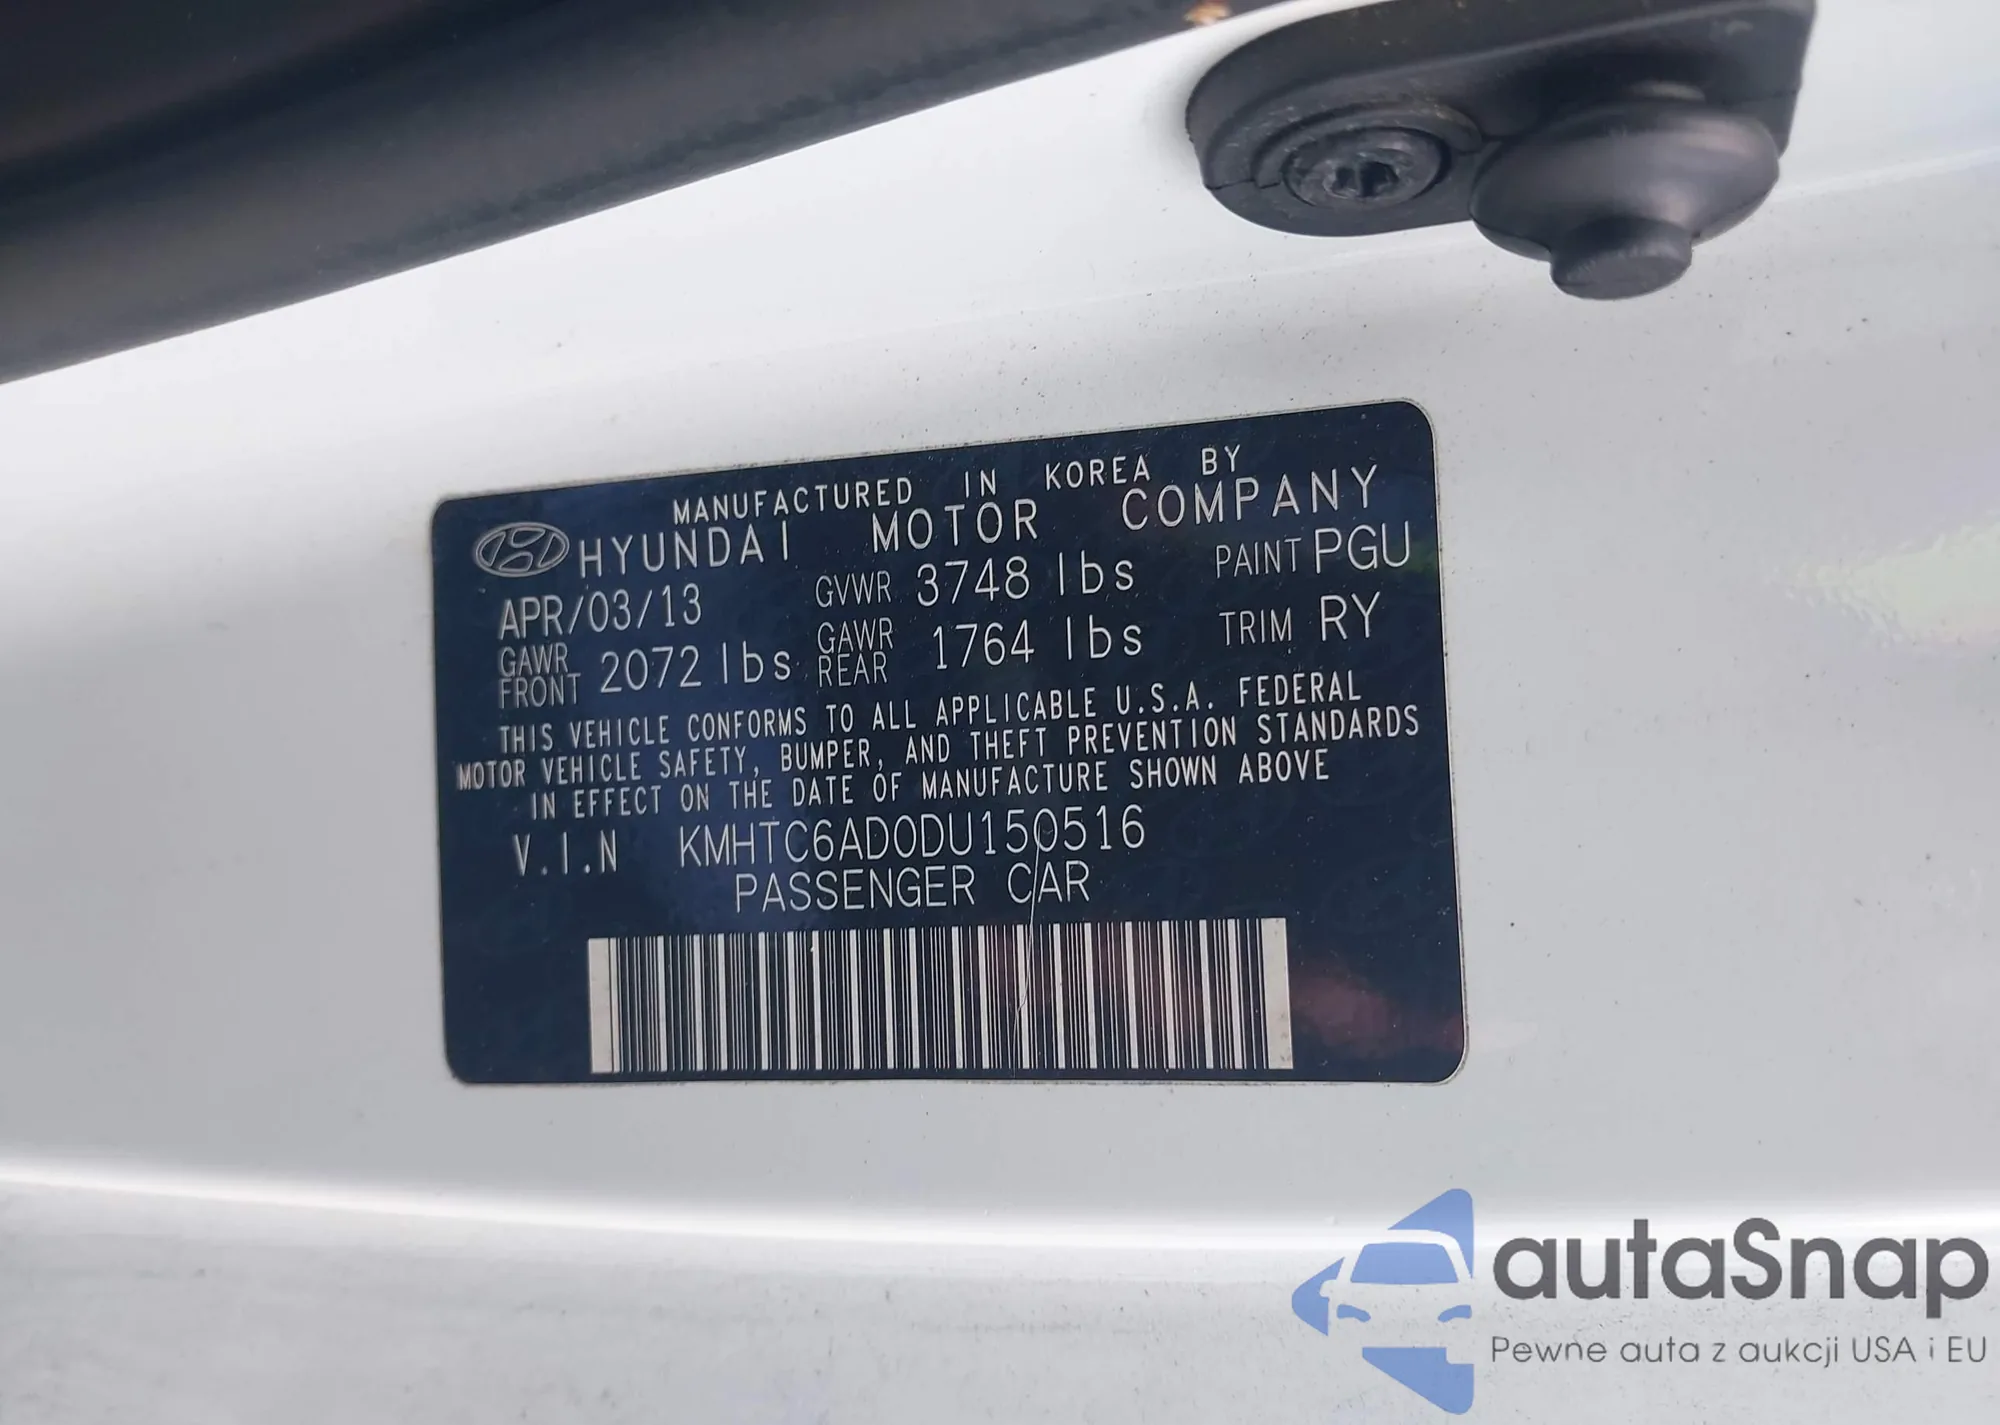 MANUFACTURED IN KOREA BY
HYUNDAI MOTOR COMPANY
APR/03/13 GVWR 3748 lbs PAINT PGU
GAWR FRONT 2072 lbs GAWR REAR 1764 lbs TRIM RY
THIS VEHICLE CONFORMS TO ALL APPLICABLE U.S.A. FEDERAL
MOTOR VEHICLE SAFETY, BUMPER, AND THEFT PREVENTION STANDARDS
IN EFFECT ON THE DATE OF MANUFACTURE SHOWN ABOVE
V.I.N KMHTC6AD0DU150516
PASSENGER CAR
autaSnap
Pewne auta z aukcji USA i EU